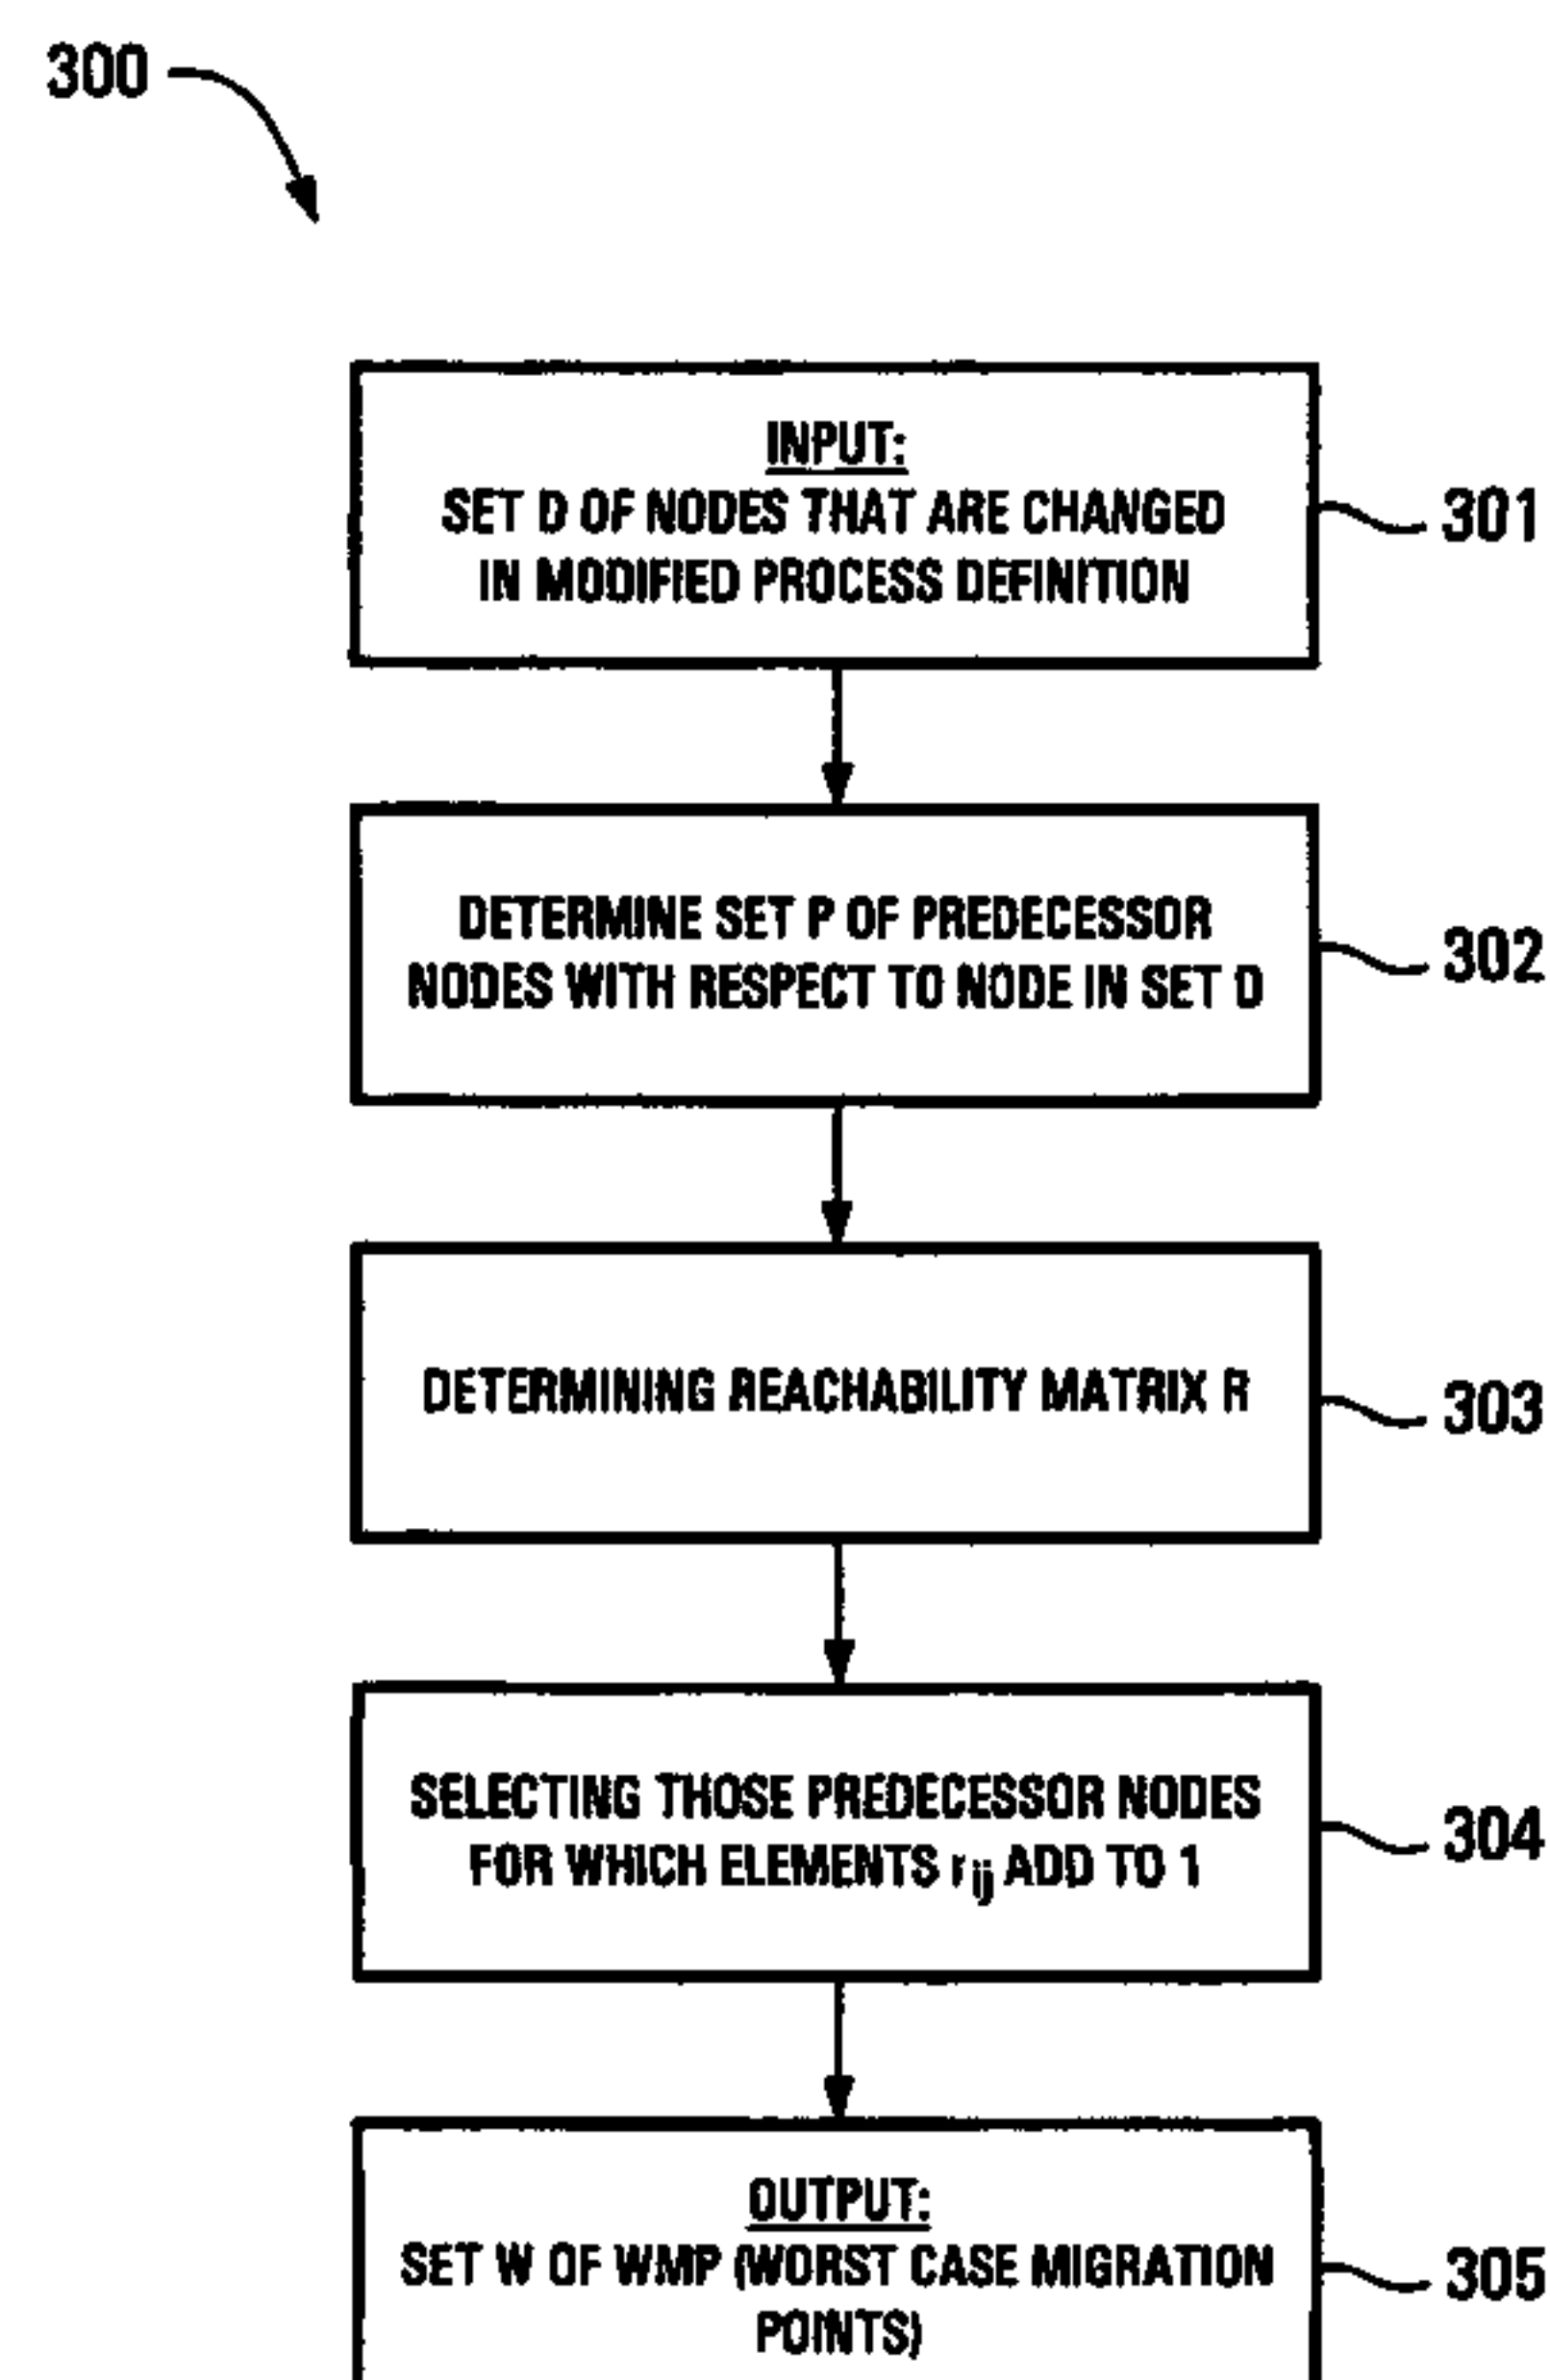 300
INPUT:
SET D OF NODES THAT ARE CHANGED
IN MODIFIED PROCESS DEFINITION
301
DETERMINE SET P OF PREDECESSOR
NODES WITH RESPECT TO NODE IN SET D
302
DETERMINING REACHABILITY MATRIX R
303
SELECTING THOSE PREDECESSOR NODES
FOR WHICH ELEMENTS rij ADD TO 1
304
OUTPUT:
SET W OF WMP (WORST CASE MIGRATION
POINTS)
305